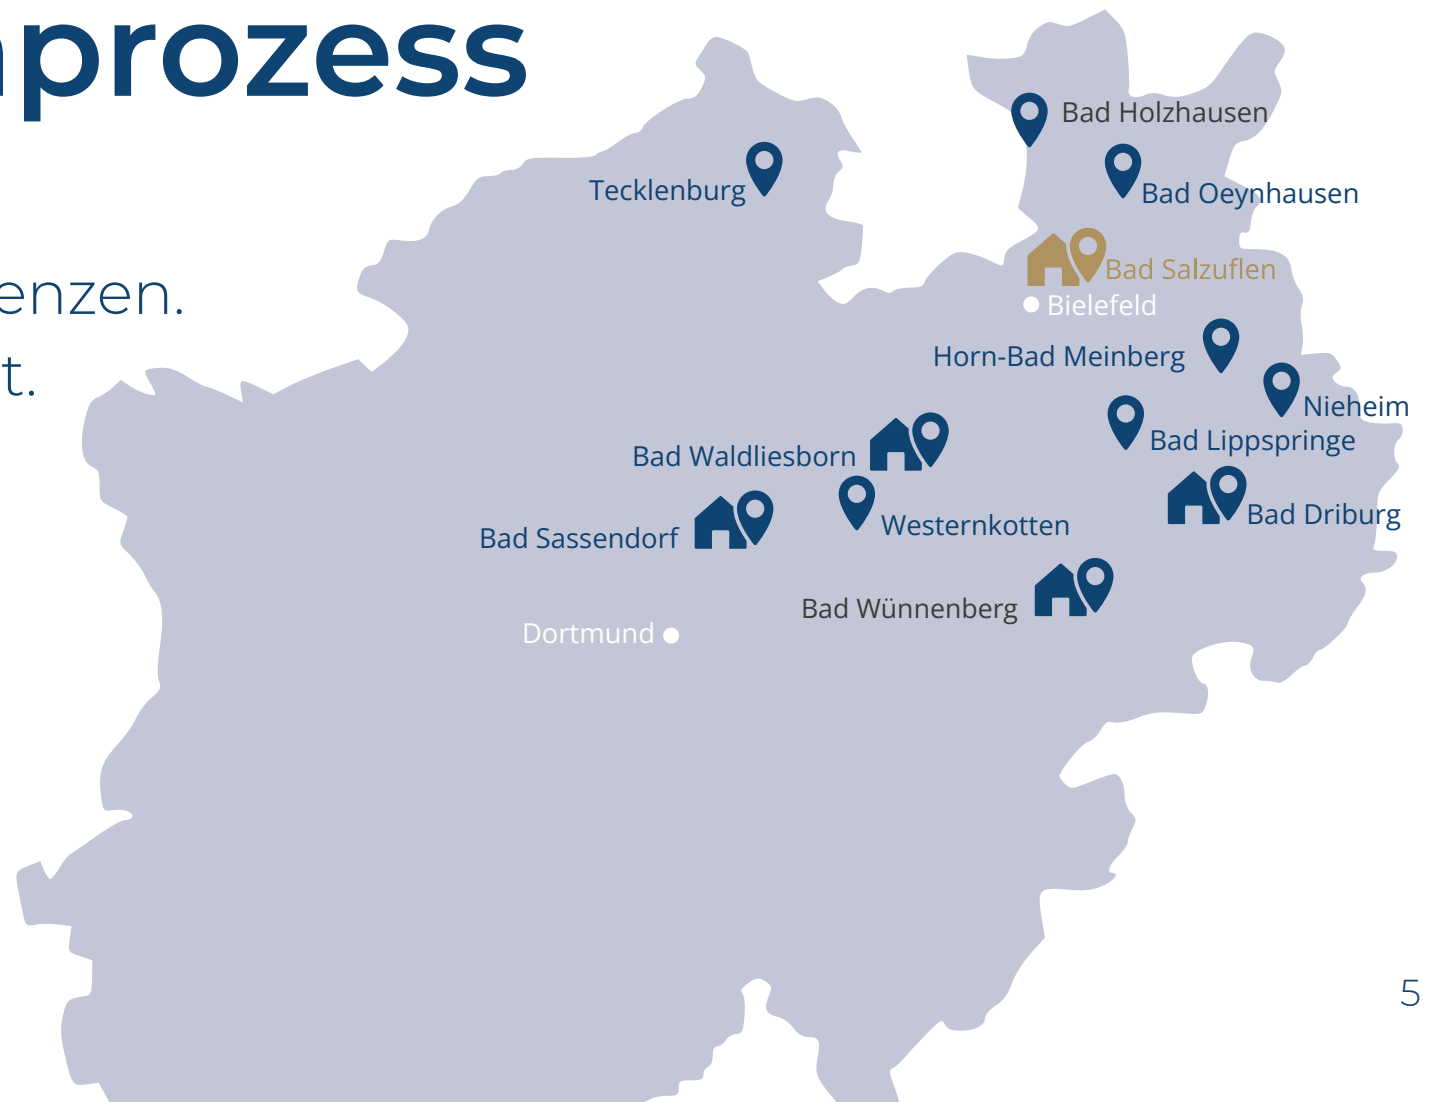 nprozess
enzen.
t.
Bad Holzhausen
Tecklenburg
Bad Oeynhausen
Bad Salzuflen
Bielefeld
Horn-Bad Meinberg
Nieheim
Bad Lippspringe
Bad Waldliesborn
Bad Driburg
Westernkotten
Bad Sassendorf
Bad Wünnenberg
Dortmund
5